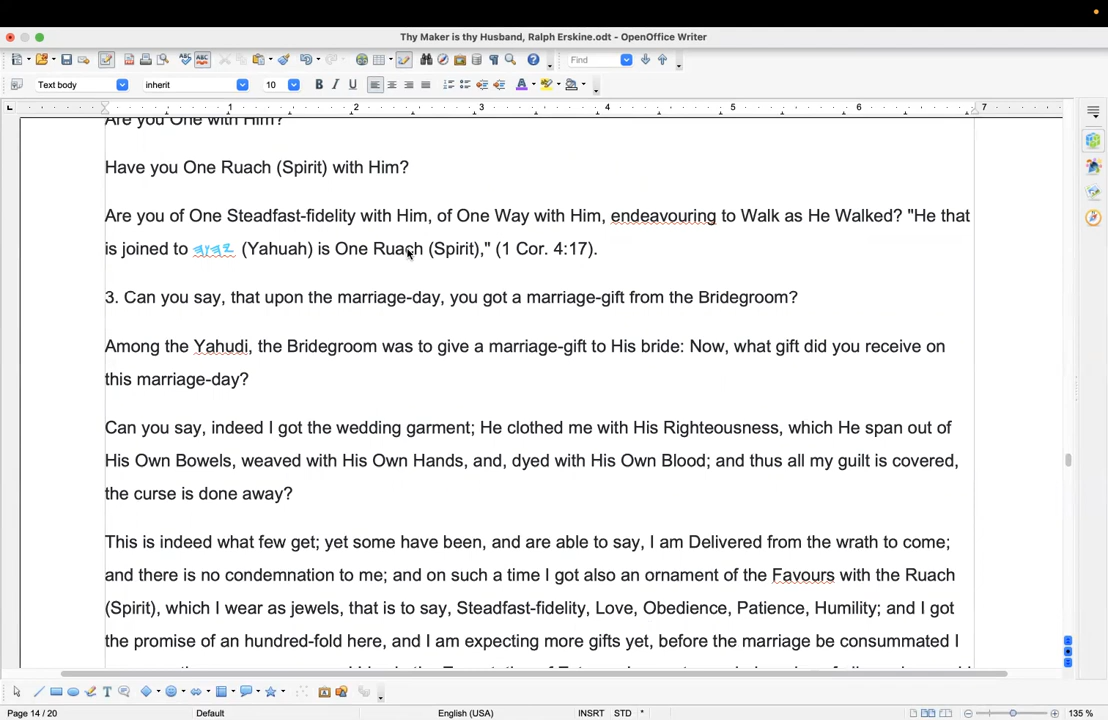 Thy Maker is thy Husband, Ralph Erskine.odt - OpenOffice Writer
Find
Text body inherit 10 B I U
1 2 3 4 5 6 7
Are you One with Him?
Have you One Ruach (Spirit) with Him?
Are you of One Steadfast-fidelity with Him, of One Way with Him, endeavouring to Walk as He Walked? "He that
is joined to (Yahuah) is One Ruach (Spirit)," (1 Cor. 4:17).
3. Can you say, that upon the marriage-day, you got a marriage-gift from the Bridegroom?
Among the Yahudi, the Bridegroom was to give a marriage-gift to His bride: Now, what gift did you receive on
this marriage-day?
Can you say, indeed I got the wedding garment; He clothed me with His Righteousness, which He span out of
His Own Bowels, weaved with His Own Hands, and, dyed with His Own Blood; and thus all my guilt is covered,
the curse is done away?
This is indeed what few get; yet some have been, and are able to say, I am Delivered from the wrath to come;
and there is no condemnation to me; and on such a time I got also an ornament of the Favours with the Ruach
(Spirit), which I wear as jewels, that is to say, Steadfast-fidelity, Love, Obedience, Patience, Humility; and I got
the promise of an hundred-fold here, and I am expecting more gifts yet, before the marriage be consummated I
Page 14 / 20 Default English (USA) INSRT STD * 135 %